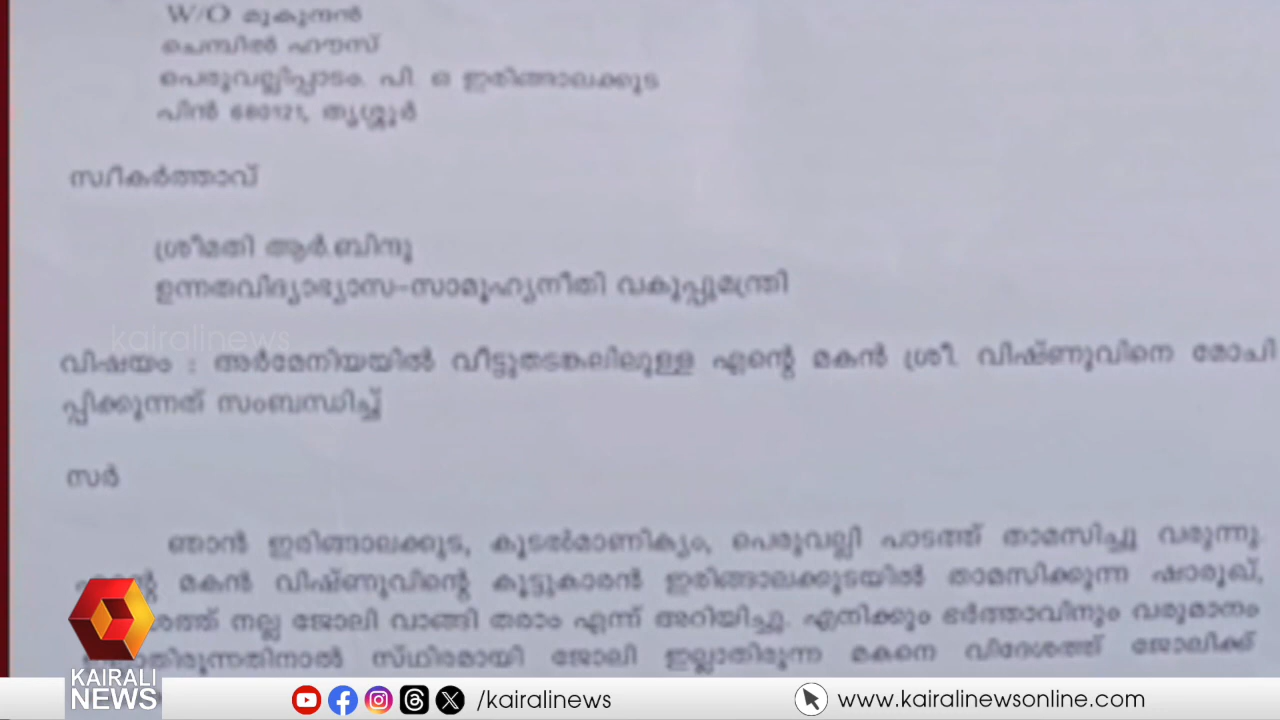 W/O മുകുന്ദൻ
ചെമ്പിൽ ഹൗസ്
പെരുവല്ലിപ്പാടം. പി. ഒ ഇരിങ്ങാലക്കുട
പിൻ 680121, തൃശ്ശൂർ
സ്വീകർത്താവ്
ശ്രീമതി ആർ.ബിന്ദു
ഉന്നതവിദ്യാഭ്യാസ-സാമൂഹ്യനീതി വകുപ്പുമന്ത്രി
kairalinews
വിഷയം : അർമേനിയയിൽ വീട്ടുതടങ്കലിലുള്ള എന്റെ മകൻ ശ്രീ. വിഷ്ണുവിനെ മോചി
പ്പിക്കുന്നത് സംബന്ധിച്ച്
സർ
ഞാൻ ഇരിങ്ങാലക്കുട, കൂടൽമാണിക്യം, പെരുവല്ലി പാടത്ത് താമസിച്ചു വരുന്നു.
മകൻ വിഷ്ണുവിന്റെ കൂട്ടുകാരൻ ഇരിങ്ങാലക്കുടയിൽ താമസിക്കുന്ന ഷാരൂഖ്,
നല്ല ജോലി വാങ്ങി തരാം എന്ന് അറിയിച്ചു. എനിക്കും ഭർത്താവിനും വരുമാനം
സ്ഥിരമായി ജോലി ഇല്ലാതിരുന്ന മകനെ വിദേശത്ത് ജോലിക്ക്
KAIRALI
NEWS
/kairalinews
www.kairalinewsonline.com